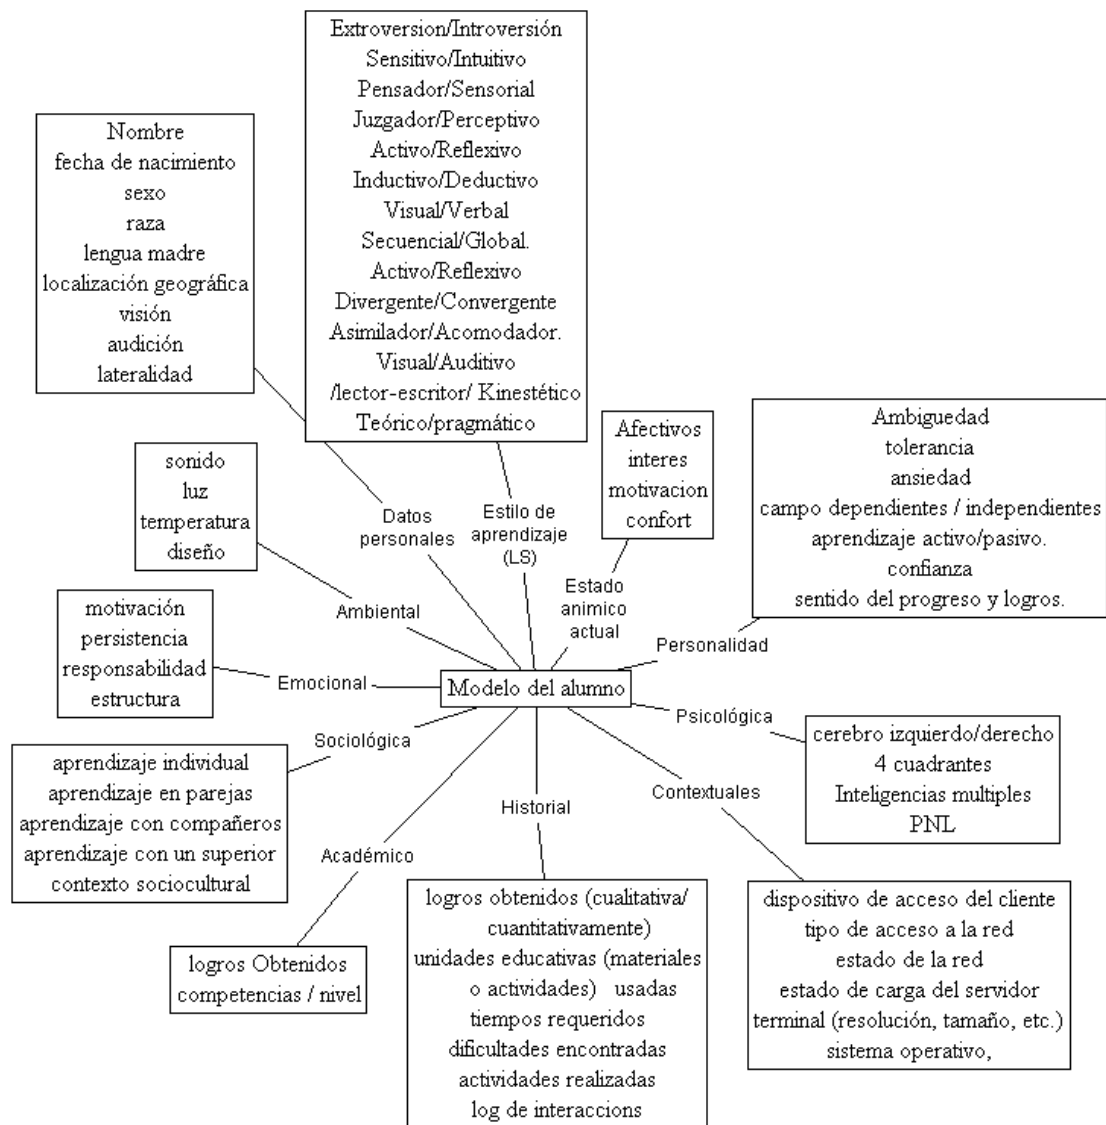 Extroversion/Introversión
Sensitivo/Intuitivo
Pensador/Sensorial
Juzgador/Perceptivo
Activo/Reflexivo
Inductivo/Deductivo
Visual/Verbal
Secuencial/Global.
Activo/Reflexivo
Divergente/Convergente
Asimilador/Acomodador.
Visual/Auditivo
/lector-escritor/ Kinestético
Teórico/pragmático
Nombre
fecha de nacimiento
sexo
raza
lengua madre
localización geográfica
visión
audición
lateralidad
Afectivos
interes
motivacion
confort
Ambiguedad
tolerancia
ansiedad
campo dependientes / independientes
aprendizaje activo/pasivo.
confianza
sentido del progreso y logros.
sonido
luz
temperatura
diseño
Datos
personales
Estilo de
aprendizaje
(LS)
Estado
animico
actual
Ambiental
Personalidad
motivación
persistencia
responsabilidad
estructura
Emocional
Modelo del alumno
Psicológica
Sociológica
cerebro izquierdo/derecho
4 cuadrantes
Inteligencias multiples
PNL
aprendizaje individual
aprendizaje en parejas
aprendizaje con compañeros
aprendizaje con un superior
contexto sociocultural
Historial
Contextuales
Académico
logros Obtenidos
competencias / nivel
logros obtenidos (cualitativa/
cuantitativamente)
unidades educativas (materiales
o actividades) usadas
tiempos requeridos
dificultades encontradas
actividades realizadas
log de interaccions
dispositivo de acceso del cliente
tipo de acceso a la red
estado de la red
estado de carga del servidor
terminal (resolución, tamaño, etc.)
sistema operativo,